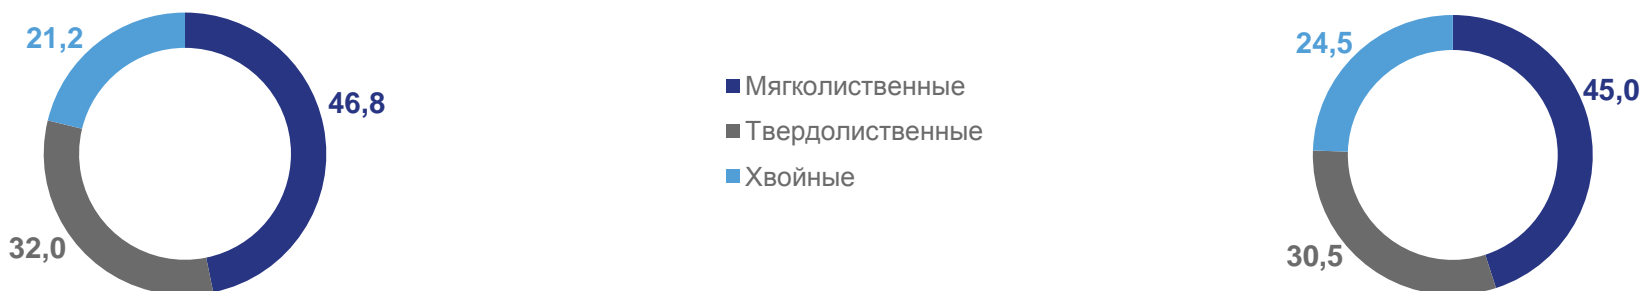 21,2
46,8
32,0
Мягколиственные
Твердолиственные
Хвойные
24,5
45,0
30,5